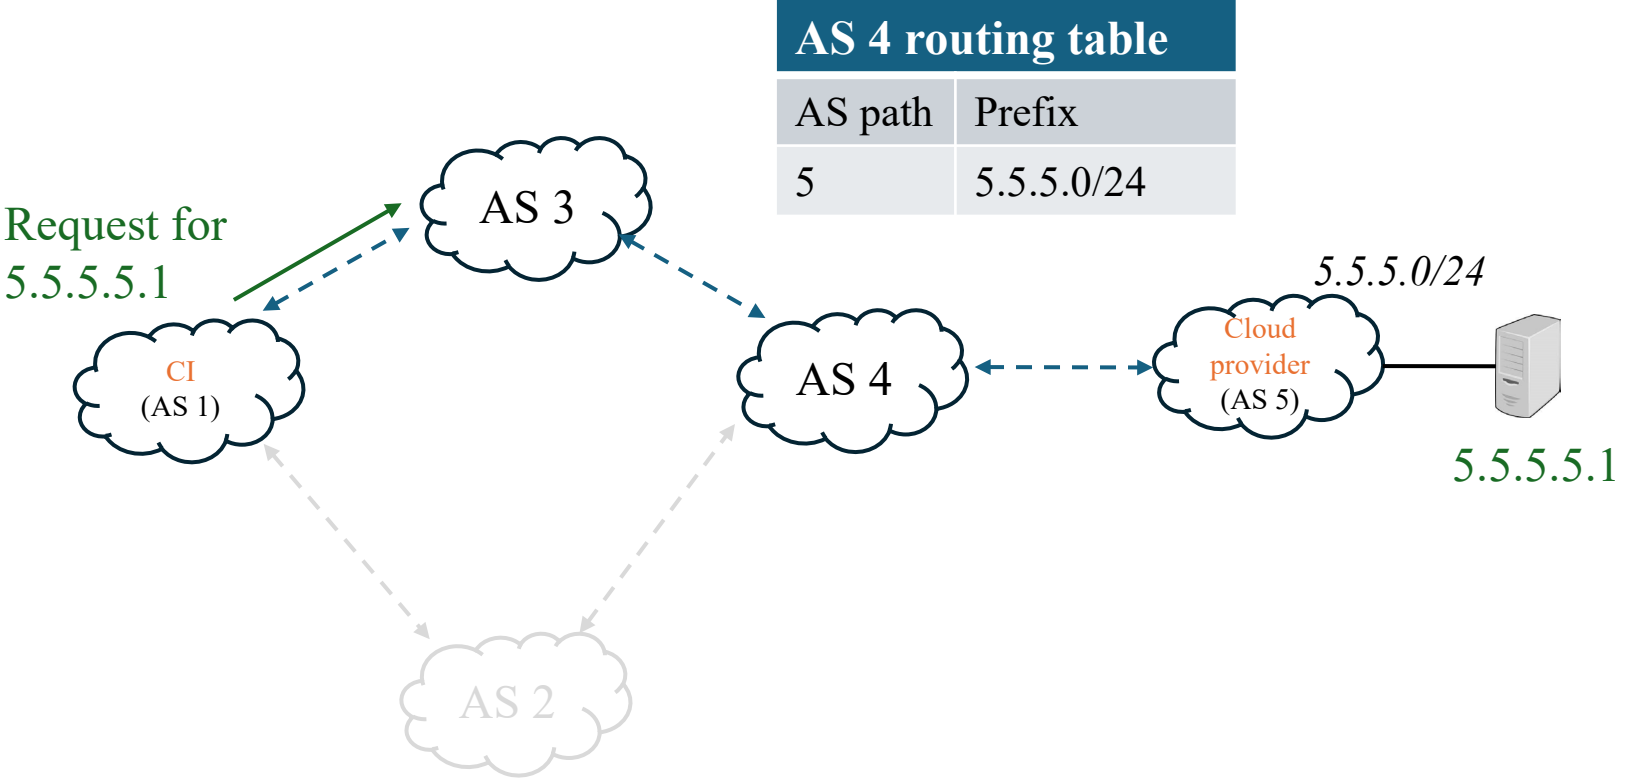 AS 4 routing table
AS path Prefix
5 5.5.5.0/24
AS 3
Request for
5.5.5.5.1
5.5.5.0/24
CI
(AS 1)
AS 4
Cloud
provider
(AS 5)
5.5.5.5.1
AS 2